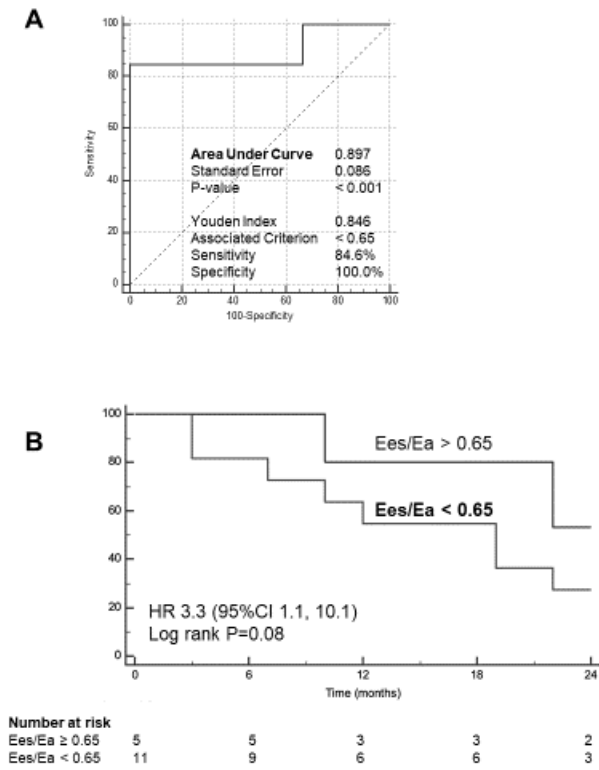 A
100
80
60
40
20
0
Sensitivity
Area Under Curve 0.897
Standard Error 0.086
P-value < 0.001
Youden Index 0.846
Associated Criterion < 0.65
Sensitivity 84.6%
Specificity 100.0%
0 20 40 60 80 100
100-Specificity
B
100
80
60
40
20
0
Ees/Ea > 0.65
Ees/Ea < 0.65
HR 3.3 (95%CI 1.1, 10.1)
Log rank P=0.08
0 6 12 18 24
Time (months)
Number at risk
Ees/Ea ≥ 0.65 5 5 3 3 2
Ees/Ea < 0.65 11 9 6 6 3